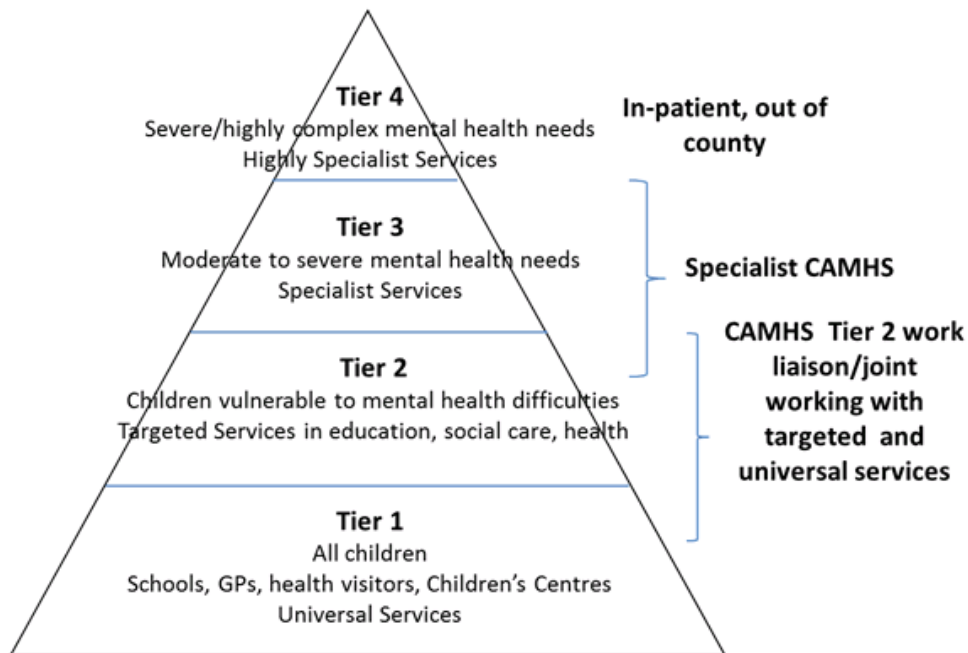 Tier 4
Severe/highly complex mental health needs
Highly Specialist Services
In-patient, out of
county
Tier 3
Moderate to severe mental health needs
Specialist Services
Specialist CAMHS
Tier 2
Children vulnerable to mental health difficulties
Targeted Services in education, social care, health
CAMHS Tier 2 work
liaison/joint
working with
targeted and
universal services
Tier 1
All children
Schools, GPs, health visitors, Children's Centres
Universal Services